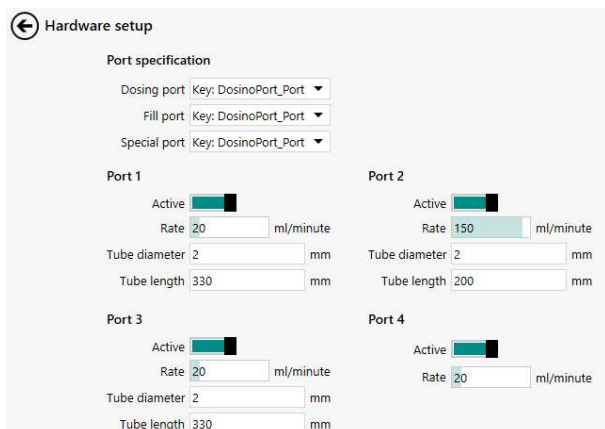 Hardware setup
Port specification
Dosing port Key: DosinoPort_Port
Fill port Key: DosinoPort_Port
Special port Key: DosinoPort_Port
Port 1
Active
Rate 20 ml/minute
Tube diameter 2 mm
Tube length 330 mm
Port 2
Active
Rate 150 ml/minute
Tube diameter 2 mm
Tube length 200 mm
Port 3
Active
Rate 20 ml/minute
Tube diameter 2 mm
Tube length 330 mm
Port 4
Active
Rate 20 ml/minute